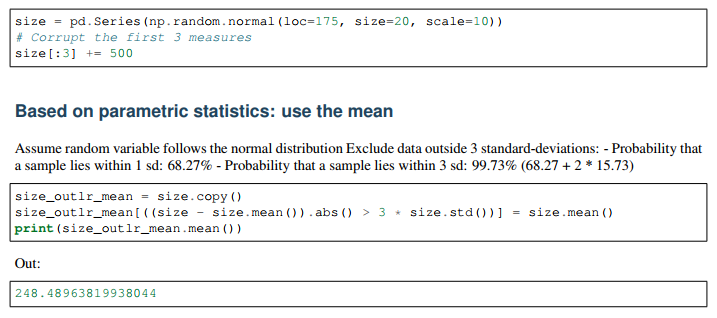 size = pd.Series(np.random.normal(loc=175, size=20, scale=10))
# Corrupt the first 3 measures
size[:3] += 500
Based on parametric statistics: use the mean
Assume random variable follows the normal distribution Exclude data outside 3 standard-deviations: - Probability that
a sample lies within 1 sd: 68.27% - Probability that a sample lies within 3 sd: 99.73% (68.27 + 2 * 15.73)
size_outlr_mean = size.copy()
size_outlr_mean[((size - size.mean()).abs() > 3 * size.std())] = size.mean()
print(size_outlr_mean.mean())
Out:
248.48963819938044